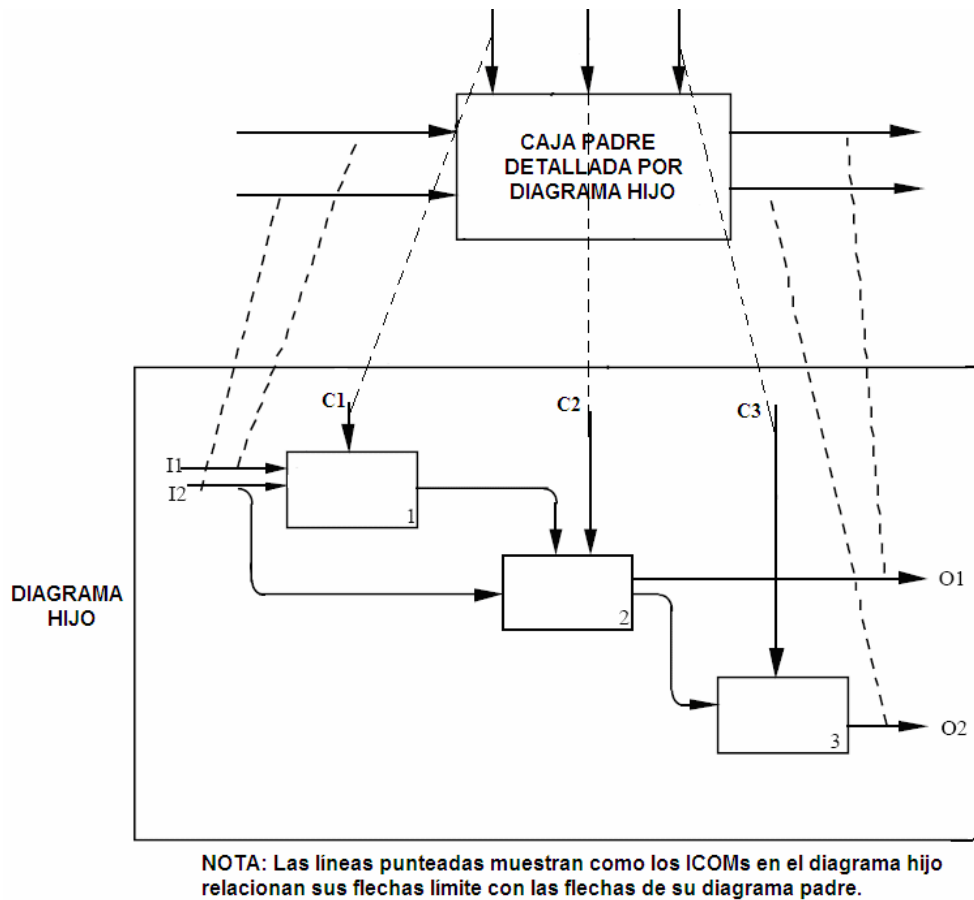 CAJA PADRE
DETALLADA POR
DIAGRAMA HIJO
C1
C2
C3
I1
I2
1
2
O1
DIAGRAMA
HIJO
3
O2
NOTA: Las líneas punteadas muestran como los ICOMs en el diagrama hijo
relacionan sus flechas límite con las flechas de su diagrama padre.